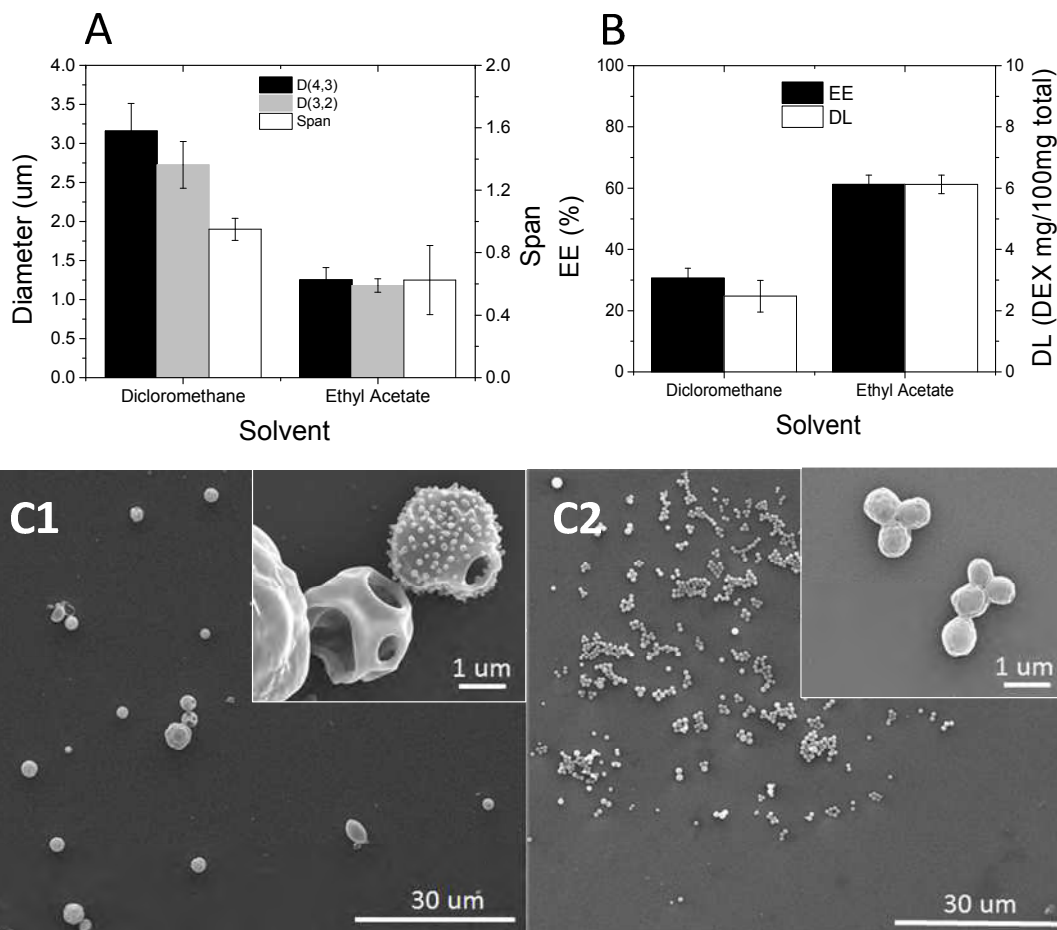 A
4.0
3.5
3.0
2.5
2.0
1.5
1.0
0.5
0.0
Diameter (um)
D(4,3)
D(3,2)
Span
2.0
1.6
1.2
0.8
0.4
0.0
Span
Dicloromethane
Ethyl Acetate
Solvent
B
100
80
60
40
20
0
EE (%)
EE
DL
10
8
6
4
2
0
DL (DEX mg/100mg total)
Dicloromethane
Ethyl Acetate
Solvent
C1
1 um
30 um
C2
1 um
30 um